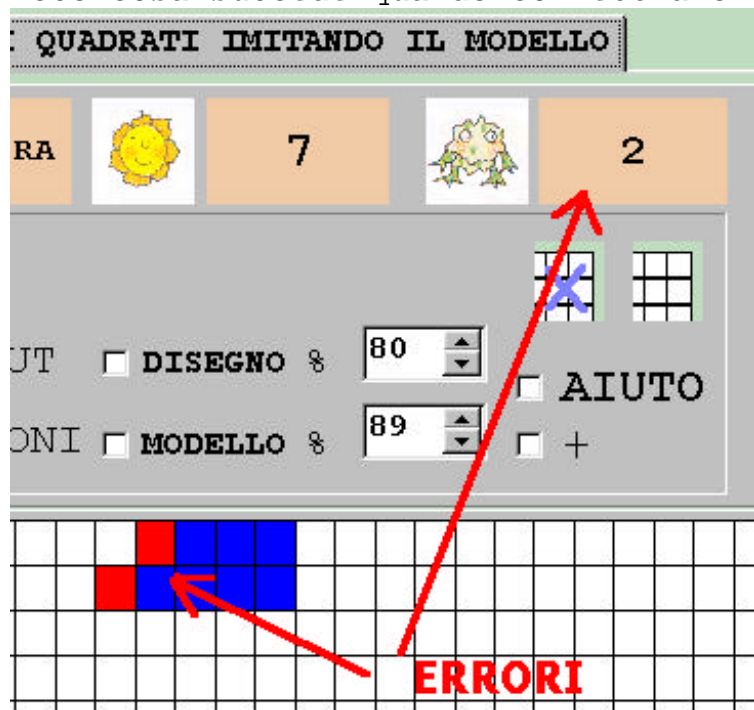 I QUADRATI IMITANDO IL MODELLO
RA 7 2
UT DISEGNO % 80
AIUTO
ONI MODELLO % 89
+
ERRORI